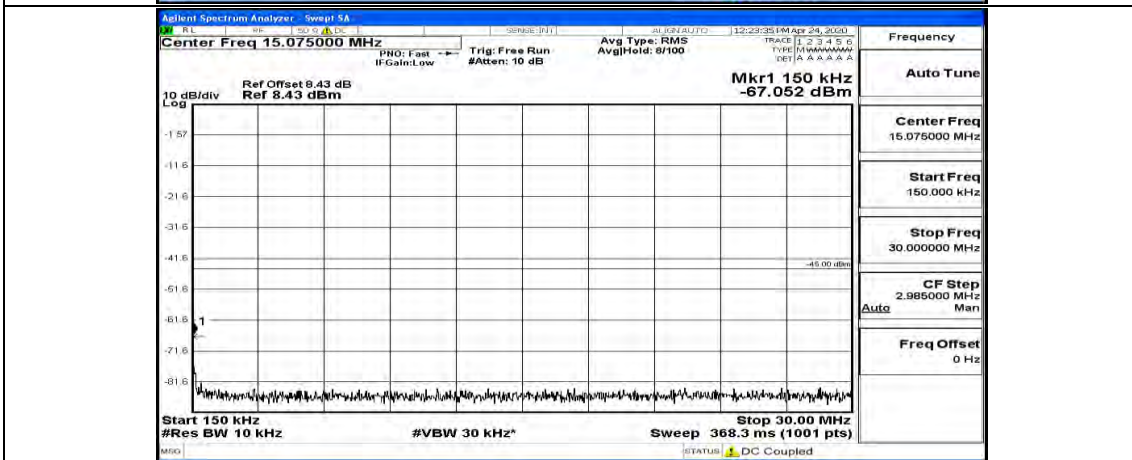 Agilent Spectrum Analyzer - Swept SA
RL RF 50 Ω DC SENSE:INT ALIGN AUTO 12:23:35 PM Apr 24, 2020
Center Freq 15.075000 MHz
PNO: Fast
IFGain:Low
Trig: Free Run
#Atten: 10 dB
Avg Type: RMS
Avg|Hold: 8/100
TRACE 1 2 3 4 5 6
TYPE MWWWWW
DET A A A A A A
Ref Offset 8.43 dB
10 dB/div Ref 8.43 dBm
Log
Mkr1 150 kHz
-67.052 dBm
-1.57
-11.6
-21.6
-31.6
-41.6
-45.00 dBm
-51.6
-61.6
1
-71.6
-81.6
Start 150 kHz
Stop 30.00 MHz
#Res BW 10 kHz #VBW 30 kHz* Sweep 368.3 ms (1001 pts)
MSG STATUS DC Coupled
Frequency
Auto Tune
Center Freq
15.075000 MHz
Start Freq
150.000 kHz
Stop Freq
30.000000 MHz
CF Step
2.985000 MHz
Auto Man
Freq Offset
0 Hz